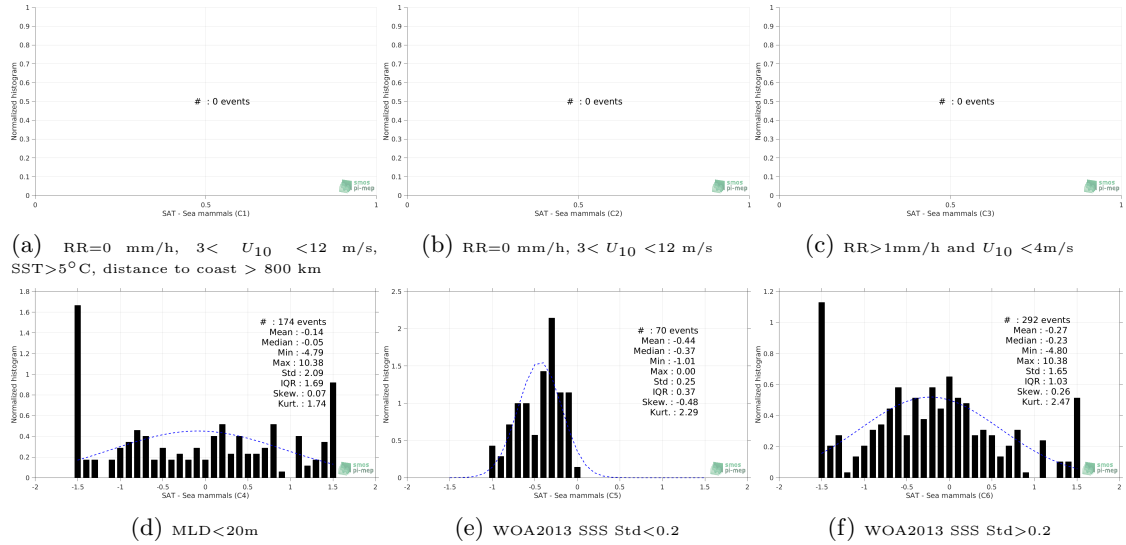 Normalized histogram
1
0.9
0.8
0.7
0.6
0.5
0.4
0.3
0.2
0.1
0
# : 0 events
smos
pi-mep
0 0.5 1
SAT - Sea mammals (C1)
Normalized histogram
1
0.9
0.8
0.7
0.6
0.5
0.4
0.3
0.2
0.1
0
# : 0 events
smos
pi-mep
0 0.5 1
SAT - Sea mammals (C2)
Normalized histogram
1
0.9
0.8
0.7
0.6
0.5
0.4
0.3
0.2
0.1
0
# : 0 events
smos
pi-mep
0 0.5 1
SAT - Sea mammals (C3)
(a) RR=0 mm/h, 3< U10 <12 m/s,
SST>5°C, distance to coast > 800 km
(b) RR=0 mm/h, 3< U10 <12 m/s
(c) RR>1mm/h and U10 <4m/s
Normalized histogram
1.8
1.6
1.4
1.2
1
0.8
0.6
0.4
0.2
0
# : 174 events
Mean : -0.14
Median : -0.05
Min : -4.79
Max : 10.38
Std : 2.09
IQR : 1.69
Skew. : 0.07
Kurt. : 1.74
smos
pi-mep
-2 -1.5 -1 -0.5 0 0.5 1 1.5 2
SAT - Sea mammals (C4)
Normalized histogram
2.5
2
1.5
1
0.5
0
# : 70 events
Mean : -0.44
Median : -0.37
Min : -1.01
Max : 0.00
Std : 0.25
IQR : 0.37
Skew. : -0.48
Kurt. : 2.29
smos
pi-mep
-2 -1.5 -1 -0.5 0 0.5 1 1.5 2
SAT - Sea mammals (C5)
Normalized histogram
1.2
1
0.8
0.6
0.4
0.2
0
# : 292 events
Mean : -0.27
Median : -0.23
Min : -4.80
Max : 10.38
Std : 1.65
IQR : 1.03
Skew. : 0.26
Kurt. : 2.47
smos
pi-mep
-2 -1.5 -1 -0.5 0 0.5 1 1.5 2
SAT - Sea mammals (C6)
(d) MLD<20m
(e) WOA2013 SSS Std<0.2
(f) WOA2013 SSS Std>0.2